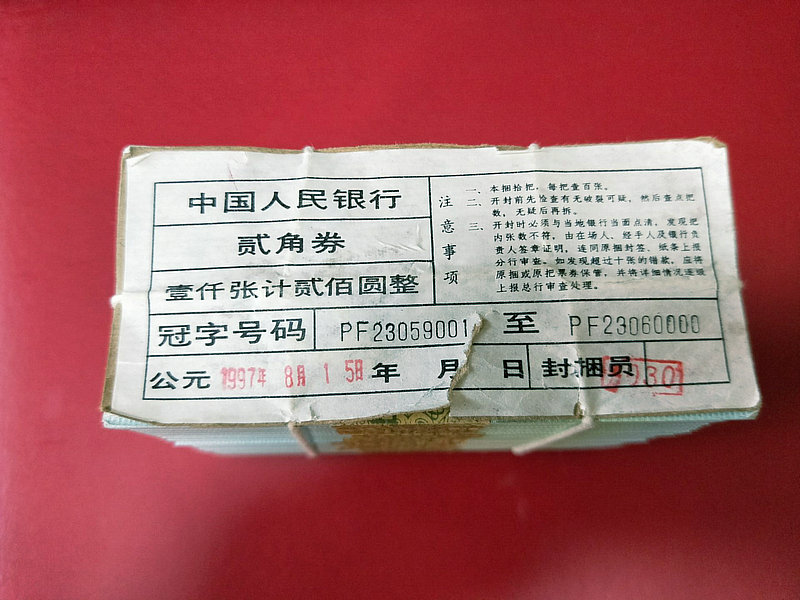 中国人民银行
贰角券
壹仟张计贰佰圆整
注意事项
一、本捆拾把，每把壹百张。
二、开封前先检查有无破裂可疑，然后查点把
数，无疑后再拆。
三、开封时必须与当地银行当面点清，发现把
内张数不符，由在场人、经手人及银行负
责人签章证明，连同原捆封签、纸条上报
分行审查。如发现超过十张的错款，应将
原捆或原把票券保管，并将详细情况逐级
上报总行审查处理。
冠字号码 PF23059001 至 PF23060000
公元 1997年 8月 15日 年 月 日 封捆员